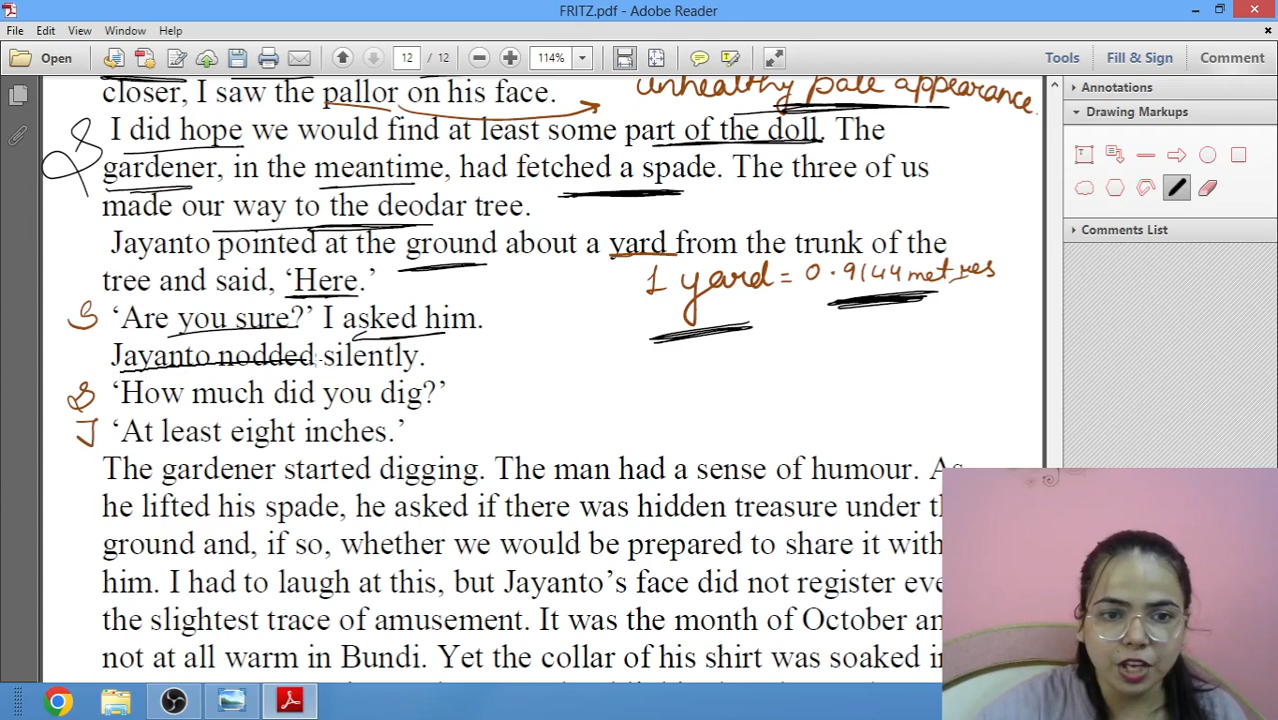 FRITZ.pdf - Adobe Reader
File Edit View Window Help
Open 12 / 12 114% Tools Fill & Sign Comment
unhealthy pale appearance.
closer, I saw the pallor on his face.
I did hope we would find at least some part of the doll. The
gardener, in the meantime, had fetched a spade. The three of us
made our way to the deodar tree.
Jayanto pointed at the ground about a yard from the trunk of the
tree and said, ‘Here.’
1 yard = 0.9144 metres
S ‘Are you sure?’ I asked him.
Jayanto nodded silently.
S ‘How much did you dig?’
J ‘At least eight inches.’
The gardener started digging. The man had a sense of humour. As
he lifted his spade, he asked if there was hidden treasure under
ground and, if so, whether we would be prepared to share it with
him. I had to laugh at this, but Jayanto’s face did not register
the slightest trace of amusement. It was the month of October
not at all warm in Bundi. Yet the collar of his shirt was soaked
Annotations
Drawing Markups
Comments List